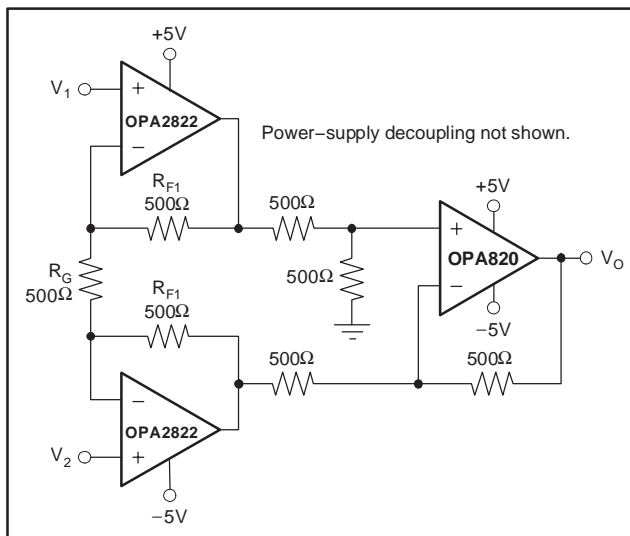 +5V
V1
+
OPA2822
−
Power−supply decoupling not shown.
RF1
500Ω
500Ω
+5V
+
OPA820
−
VO
RG
500Ω
500Ω
RF1
500Ω
−5V
500Ω
500Ω
−
OPA2822
V2
+
−5V